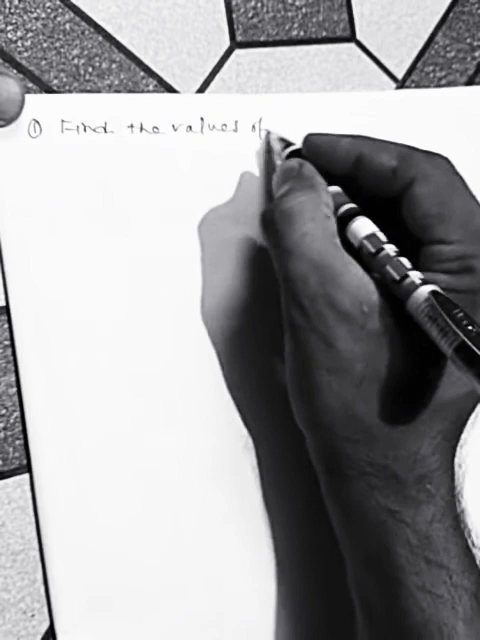 ① Find the values of